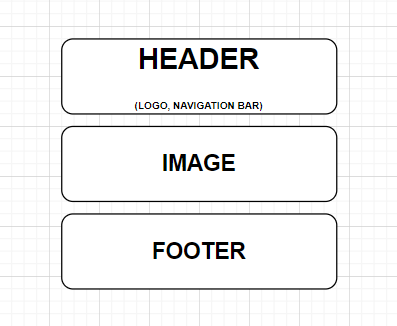 HEADER
(LOGO, NAVIGATION BAR)
IMAGE
FOOTER